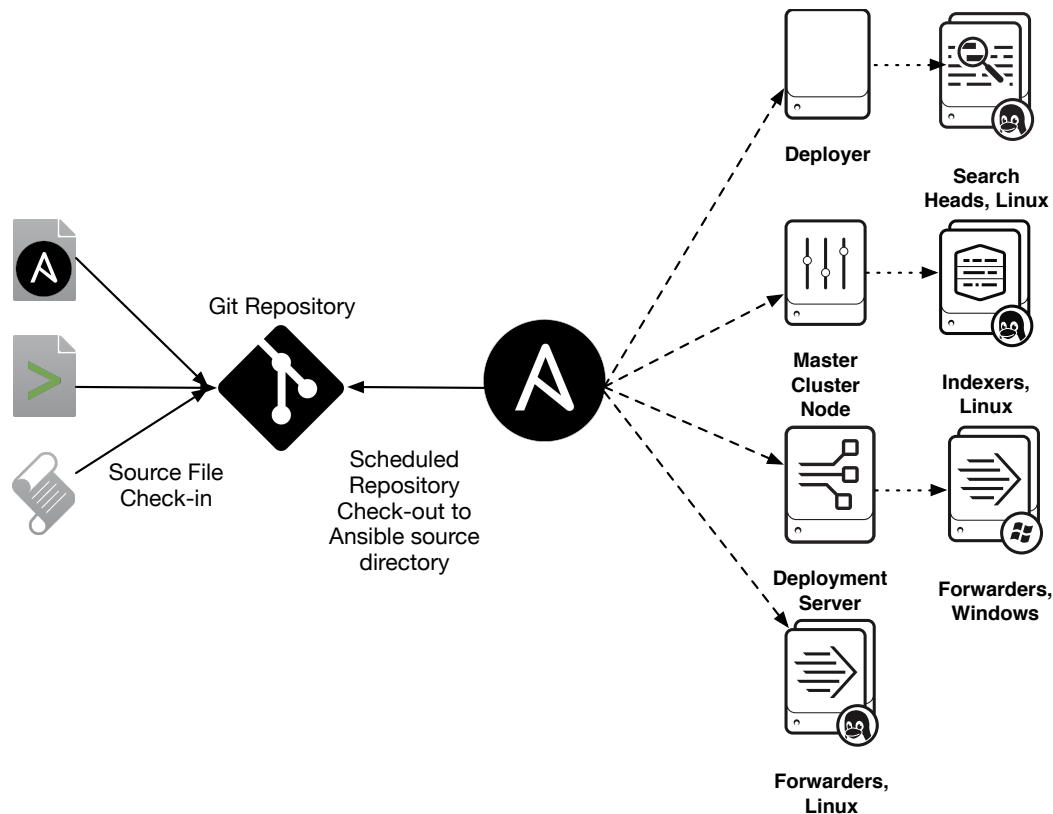 Deployer
Search
Heads, Linux
Git Repository
Master
Cluster
Node
Indexers,
Linux
Source File
Check-in
Scheduled
Repository
Check-out to
Ansible source
directory
Deployment
Server
Forwarders,
Windows
Forwarders,
Linux